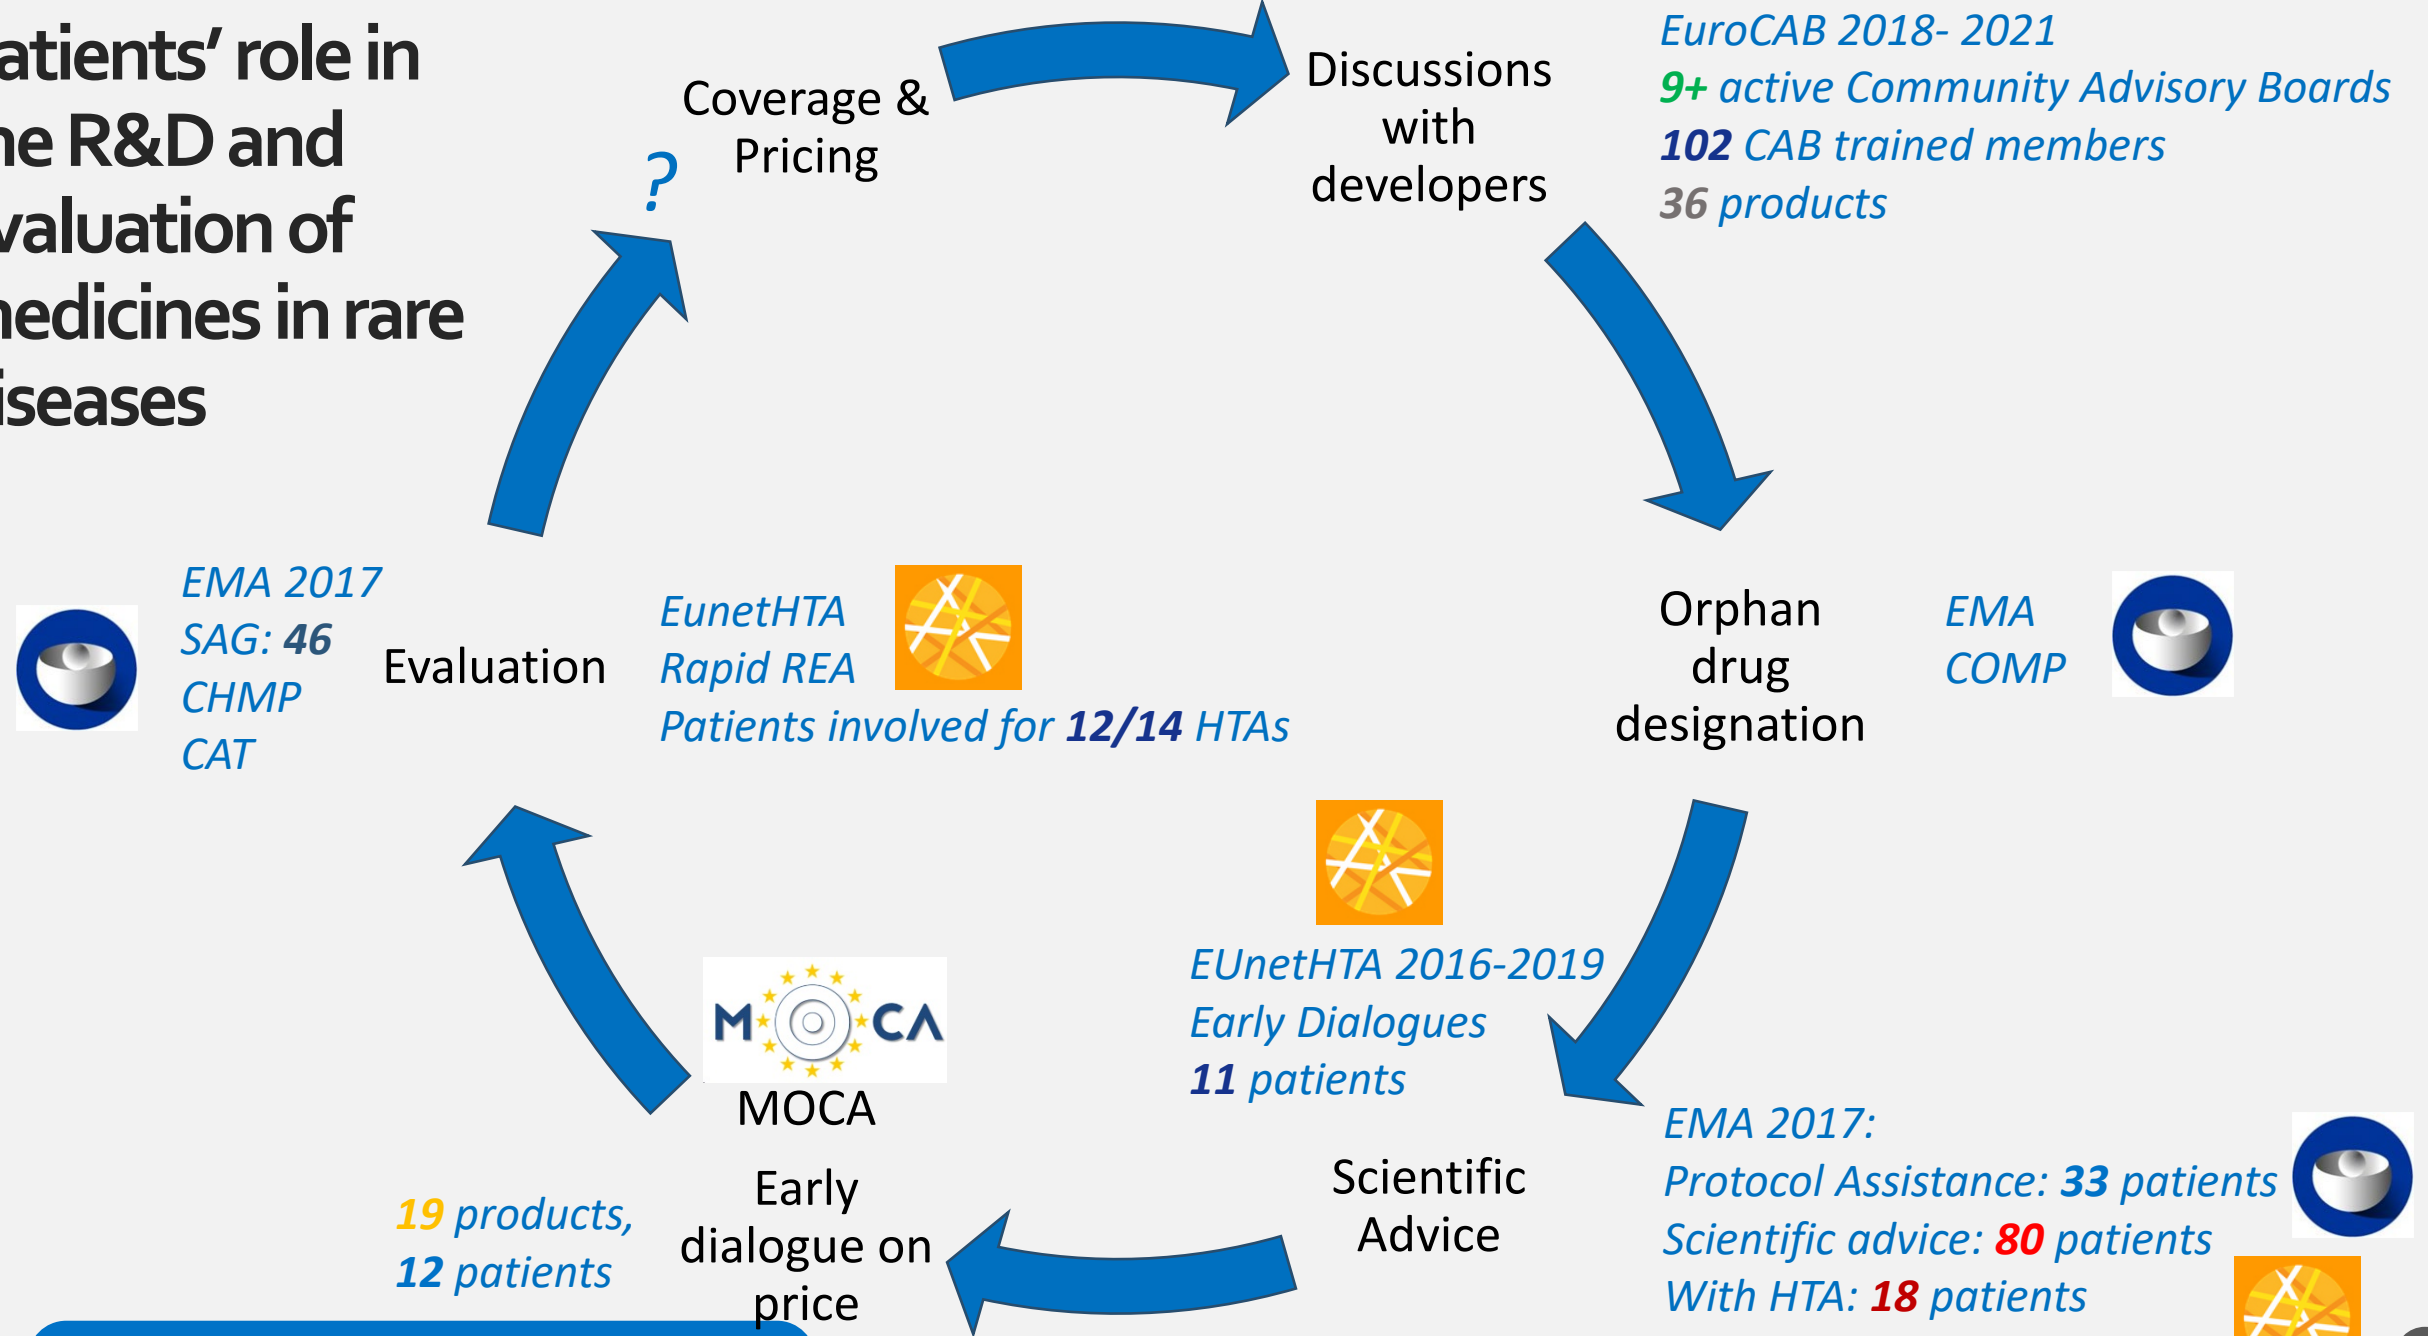 atients' role in
he R&D and
valuation of
nedicines in rare
iseases
Coverage &
Pricing
?
Discussions
with
developers
EuroCAB 2018- 2021
9+ active Community Advisory Boards
102 CAB trained members
36 products
EMA 2017
SAG: 46
CHMP
CAT
Evaluation
EunetHTA
Rapid REA
Patients involved for 12/14 HTAs
Orphan
drug
designation
EMA
COMP
EUnetHTA 2016-2019
Early Dialogues
11 patients
MOCA
MOCA
Early
dialogue on
price
19 products,
12 patients
Scientific
Advice
EMA 2017:
Protocol Assistance: 33 patients
Scientific advice: 80 patients
With HTA: 18 patients